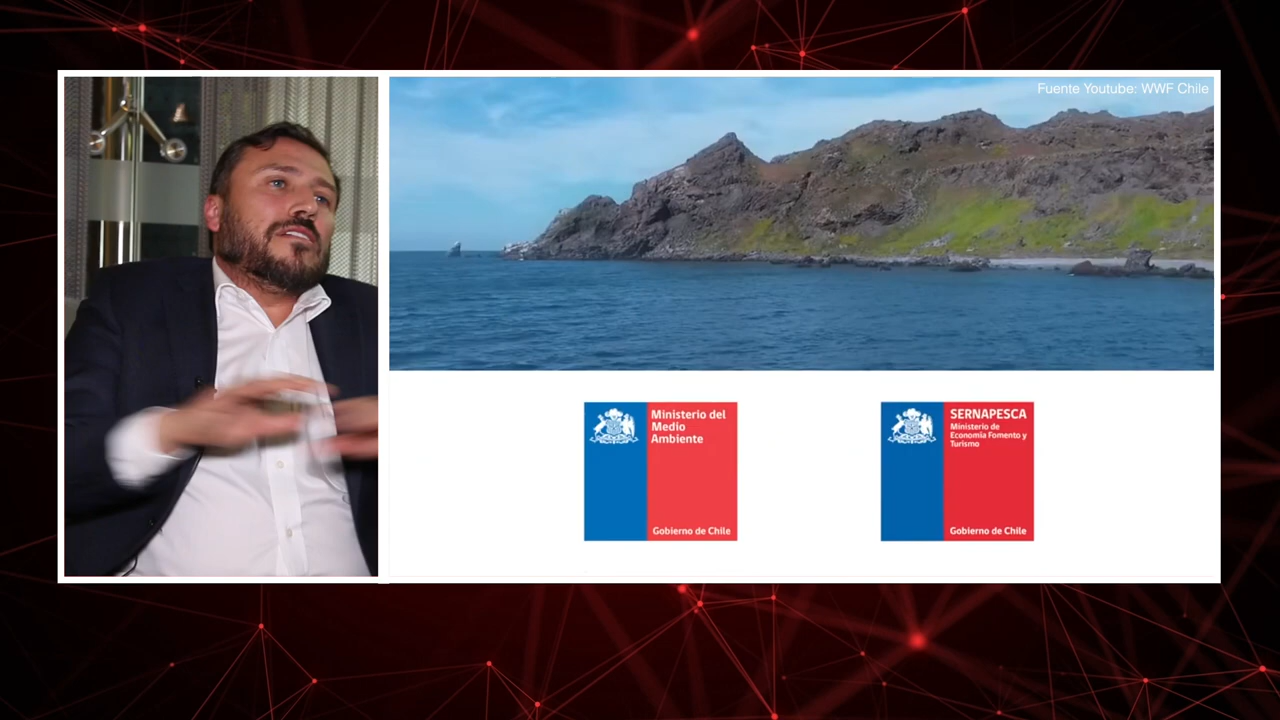 Fuente Youtube: WWF Chile
Ministerio del
Medio
Ambiente
Gobierno de Chile
SERNAPESCA
Ministerio de
Economía Fomento y
Turismo
Gobierno de Chile